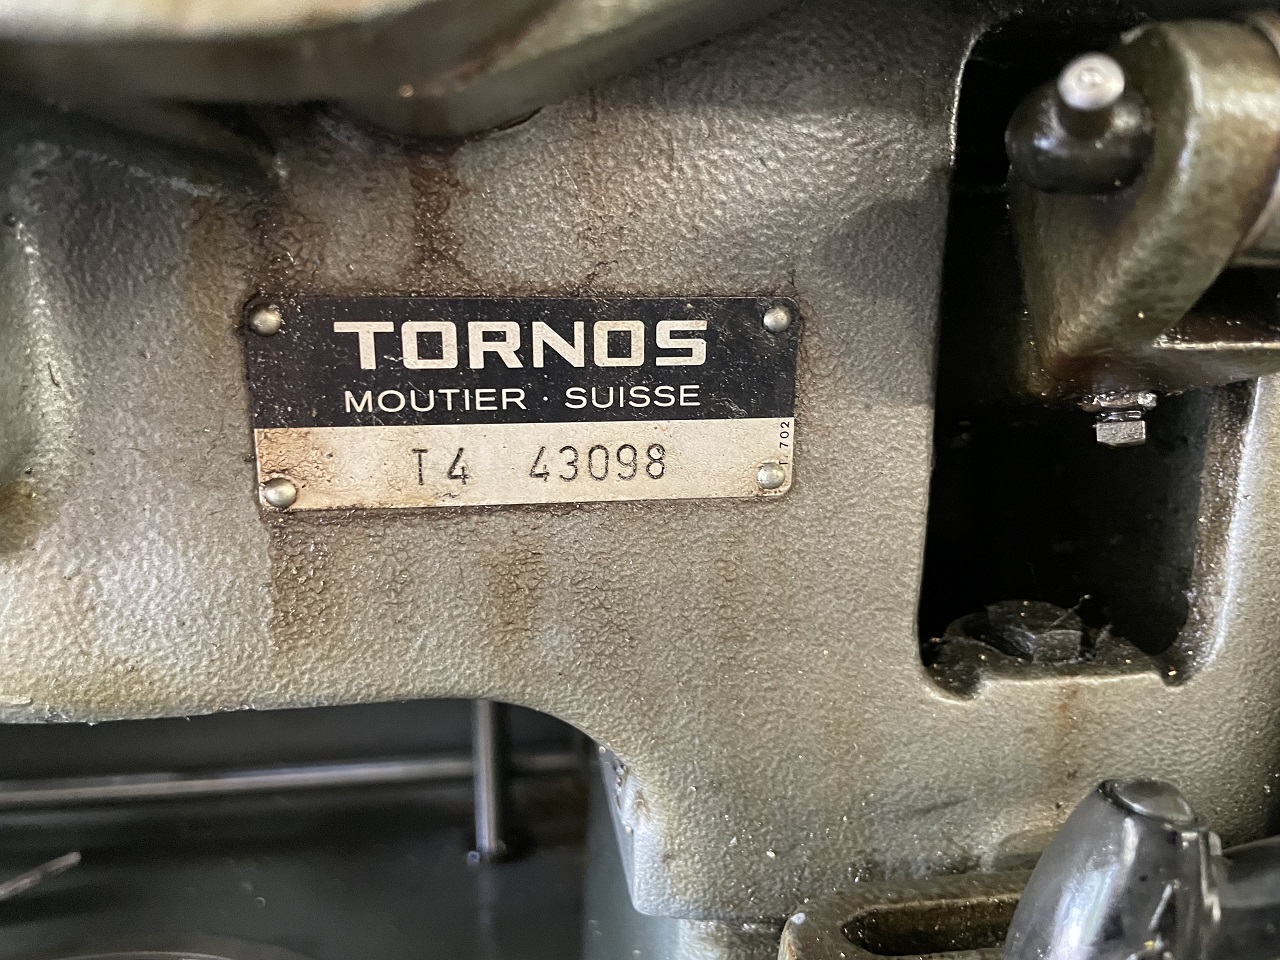 TORNOS
MOUTIER · SUISSE
T4 43098
702